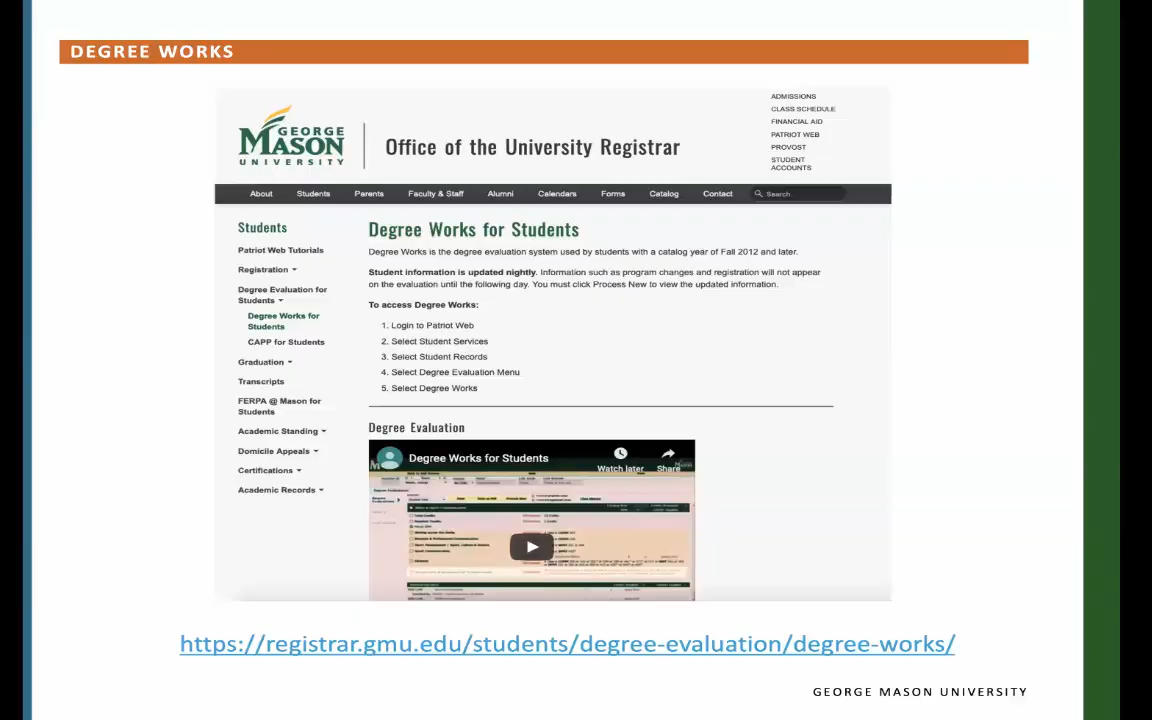 DEGREE WORKS
GEORGE
MASON
UNIVERSITY
Office of the University Registrar
ADMISSIONS
CLASS SCHEDULE
FINANCIAL AID
PATRIOT WEB
PROVOST
STUDENT
ACCOUNTS
About Students Parents Faculty & Staff Alumni Calendars Forms Catalog Contact Search
Students
Patriot Web Tutorials
Registration
Degree Evaluation for
Students
Degree Works for
Students
CAPP for Students
Graduation
Transcripts
FERPA @ Mason for
Students
Academic Standing
Domicile Appeals
Certifications
Academic Records
Degree Works for Students
Degree Works is the degree evaluation system used by students with a catalog year of Fall 2012 and later.
Student information is updated nightly. Information such as program changes and registration will not appear
on the evaluation until the following day. You must click Process New to view the updated information.
To access Degree Works:
1. Login to Patriot Web
2. Select Student Services
3. Select Student Records
4. Select Degree Evaluation Menu
5. Select Degree Works
Degree Evaluation
Degree Works for Students
Watch later Share
https://registrar.gmu.edu/students/degree-evaluation/degree-works/
GEORGE MASON UNIVERSITY